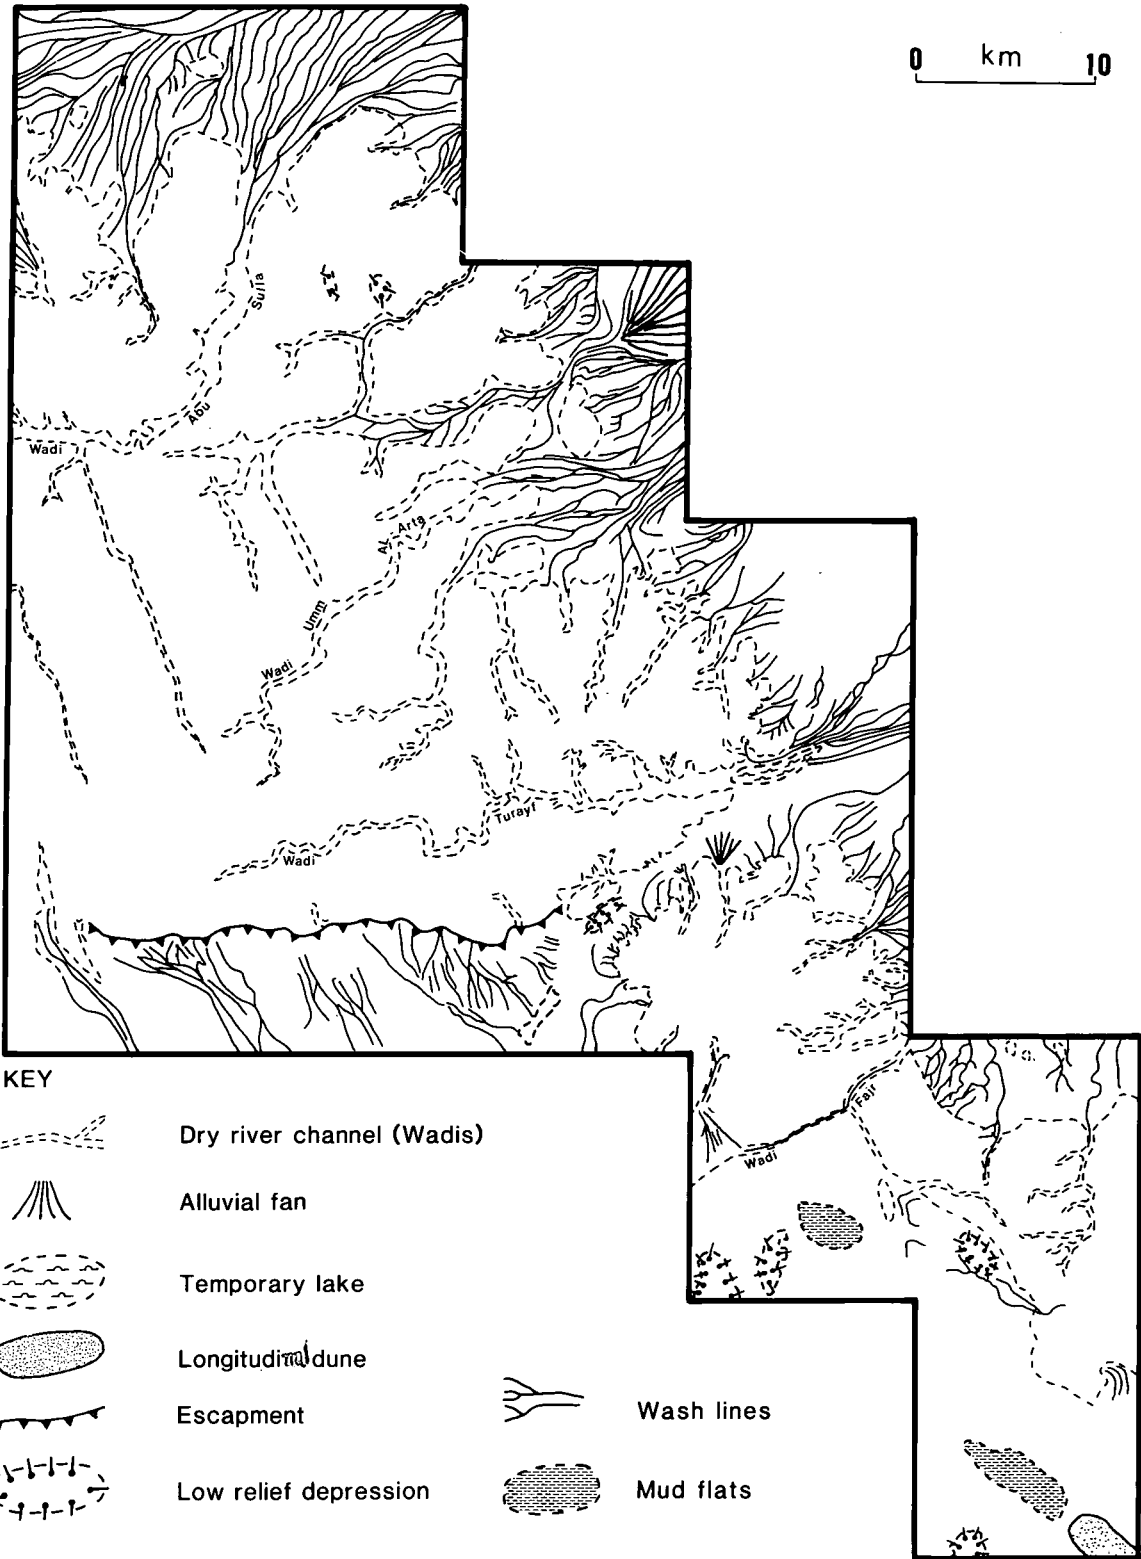 0 km 10
Sulla
Abu
Wadi
Al-Arta
Umm
Wadi
Turayf
Wadi
Fair
Wadi
KEY
Dry river channel (Wadis)
Alluvial fan
Temporary lake
Longitudinal dune
Escapment
Wash lines
Low relief depression
Mud flats